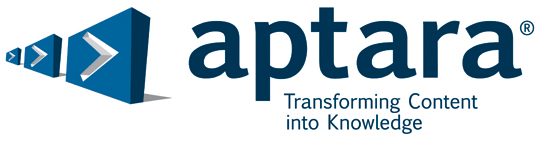 aptara®
Transforming Content
into Knowledge